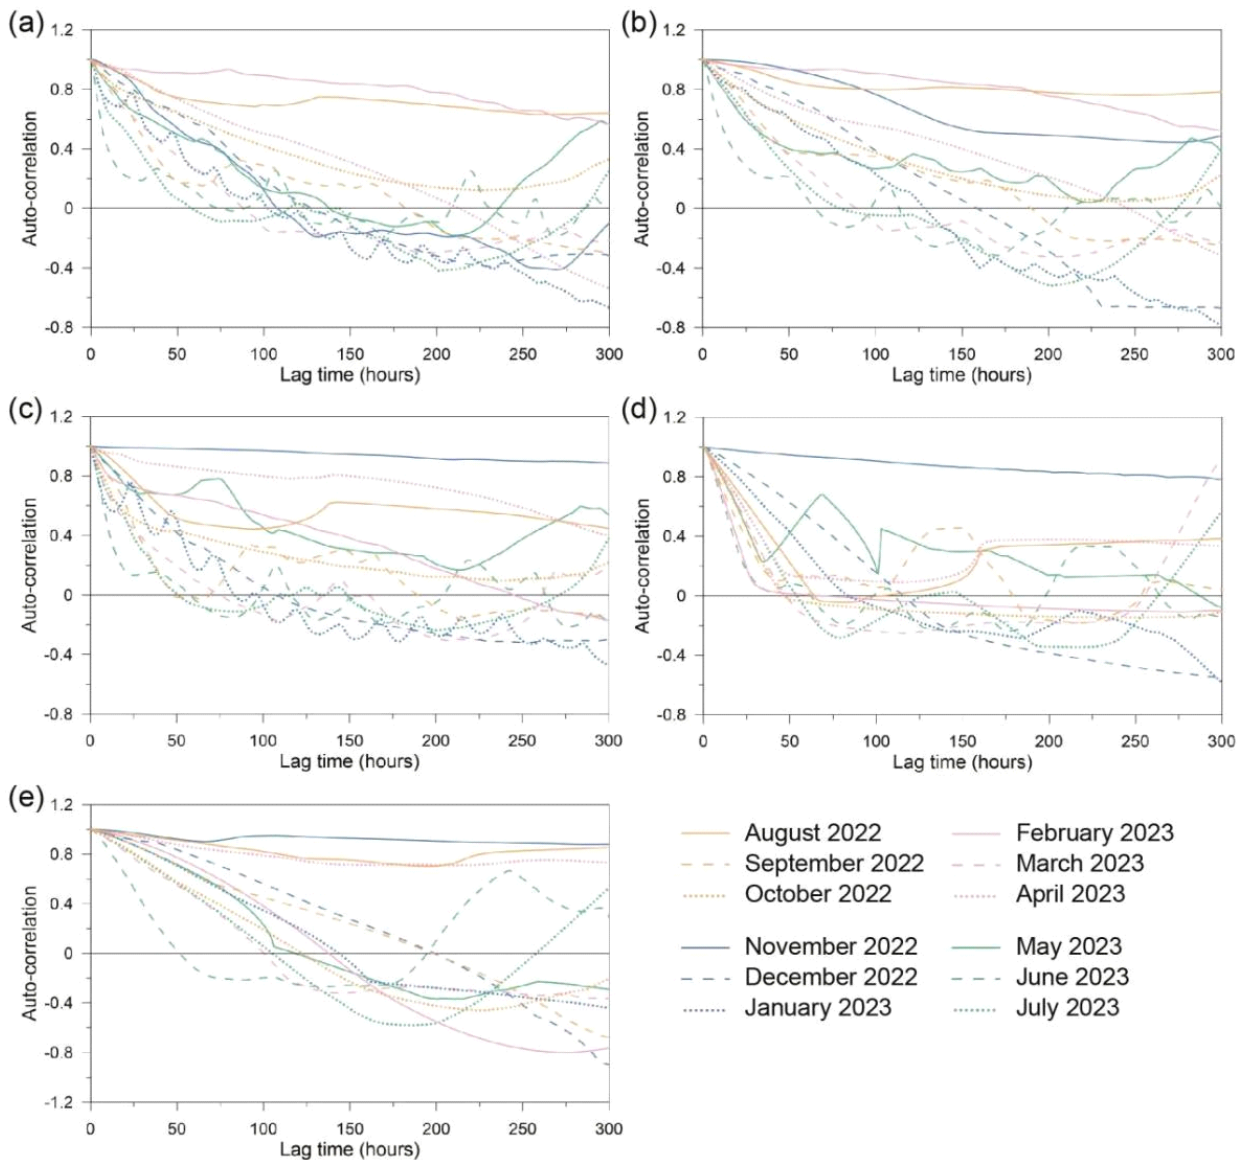 (a)
1.2
0.8
0.4
0
-0.4
-0.8
Auto-correlation
0 50 100 150 200 250 300
Lag time (hours)
(b)
1.2
0.8
0.4
0
-0.4
-0.8
Auto-correlation
0 50 100 150 200 250 300
Lag time (hours)
(c)
1.2
0.8
0.4
0
-0.4
-0.8
Auto-correlation
0 50 100 150 200 250 300
Lag time (hours)
(d)
1.2
0.8
0.4
0
-0.4
-0.8
Auto-correlation
0 50 100 150 200 250 300
Lag time (hours)
(e)
1.2
0.8
0.4
0
-0.4
-0.8
-1.2
Auto-correlation
0 50 100 150 200 250 300
Lag time (hours)
August 2022
September 2022
October 2022
November 2022
December 2022
January 2023
February 2023
March 2023
April 2023
May 2023
June 2023
July 2023